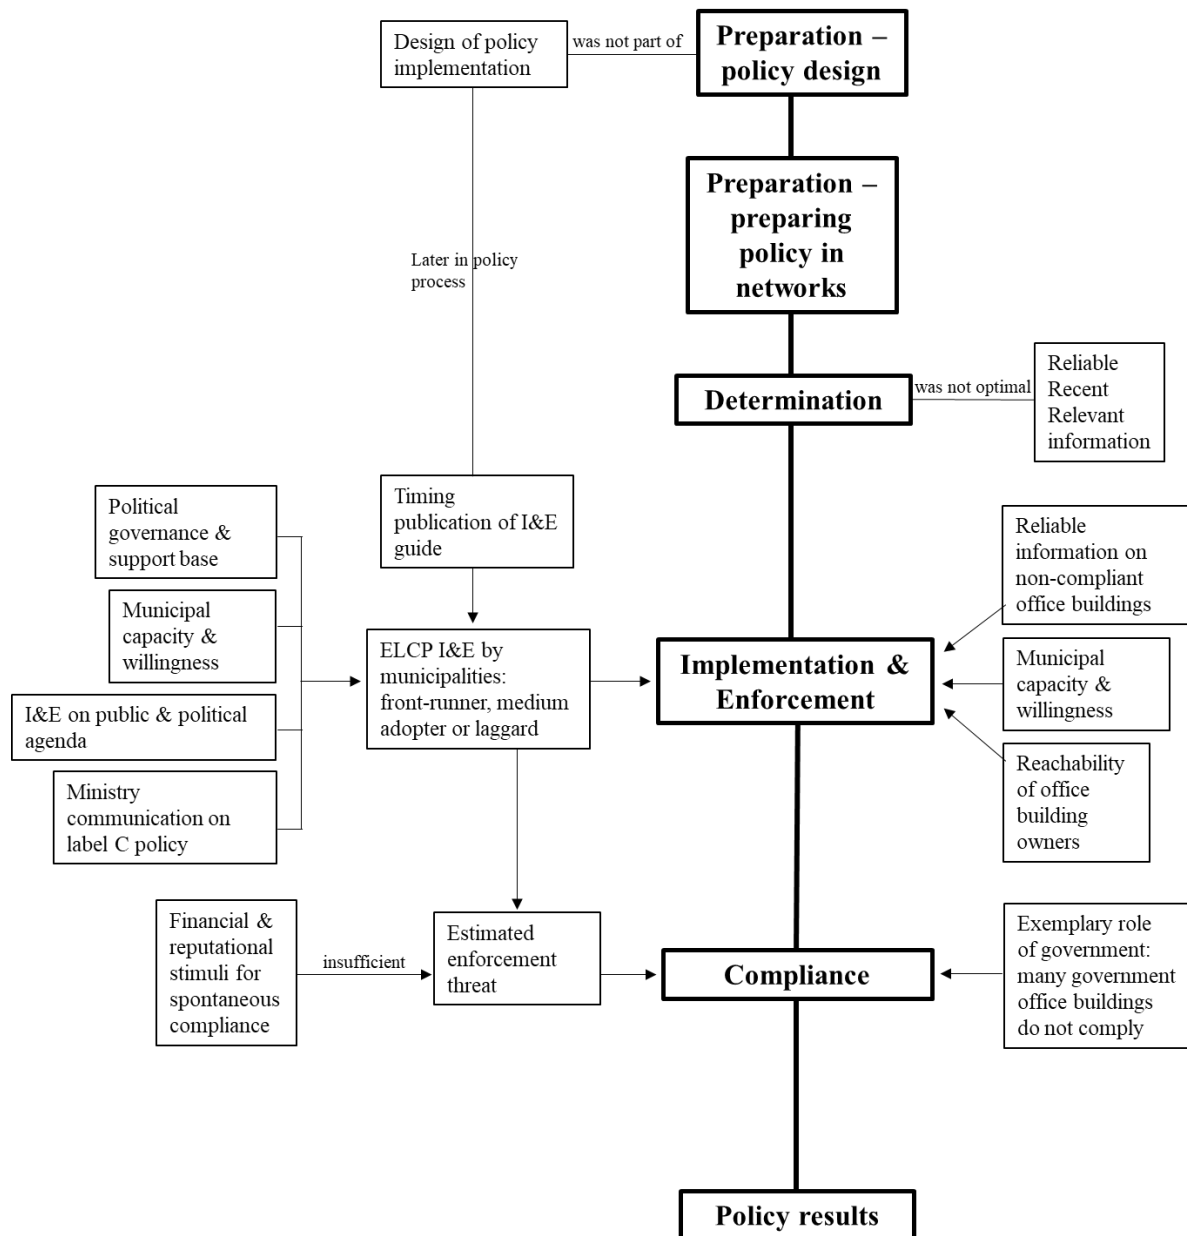 Design of policy
implementation
was not part of
Preparation –
policy design
Preparation –
preparing
policy in
networks
Later in policy
process
Determination
was not optimal
Reliable
Recent
Relevant
information
Political
governance &
support base
Timing
publication of I&E
guide
Reliable
information on
non-compliant
office buildings
Municipal
capacity &
willingness
ELCP I&E by
municipalities:
front-runner, medium
adopter or laggard
Implementation &
Enforcement
Municipal
capacity &
willingness
I&E on public & political
agenda
Ministry
communication on
label C policy
Reachability
of office
building
owners
Financial &
reputational
stimuli for
spontaneous
compliance
insufficient
Estimated
enforcement
threat
Compliance
Exemplary role
of government:
many government
office buildings
do not comply
Policy results